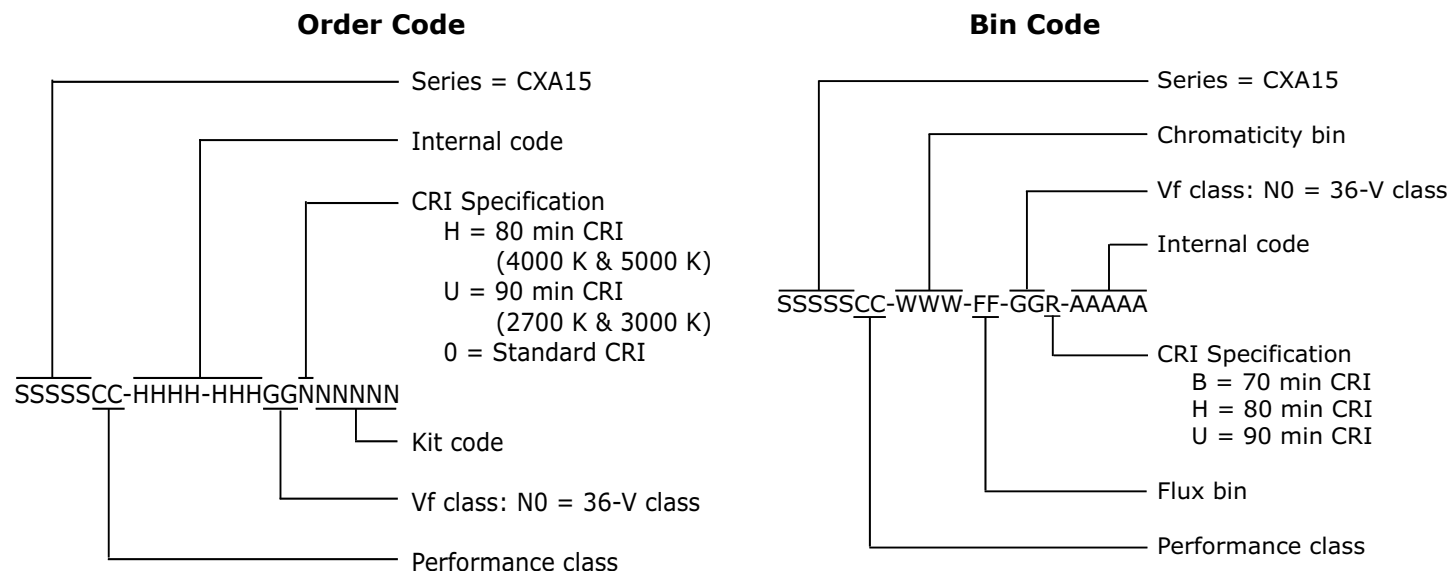 Order Code
Series = CXA15
Internal code
CRI Specification
H = 80 min CRI
(4000 K & 5000 K)
U = 90 min CRI
(2700 K & 3000 K)
0 = Standard CRI
SSSSSCC-HHHH-HHHGGNNNNNN
Kit code
Vf class: N0 = 36-V class
Performance class
Bin Code
Series = CXA15
Chromaticity bin
Vf class: N0 = 36-V class
Internal code
SSSSSCC-WWW-FF-GGR-AAAAA
CRI Specification
B = 70 min CRI
H = 80 min CRI
U = 90 min CRI
Flux bin
Performance class